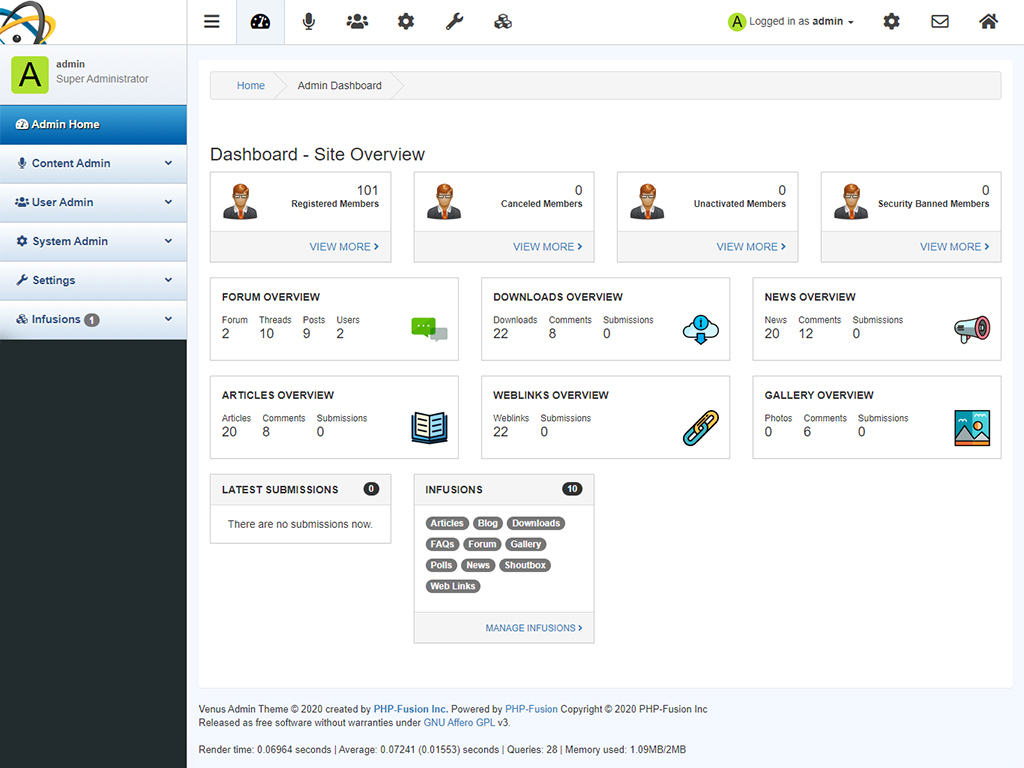 A Logged in as admin
A
admin
Super Administrator
Admin Home
Content Admin
User Admin
System Admin
Settings
Infusions 1
Home Admin Dashboard
Dashboard - Site Overview
101
Registered Members
VIEW MORE
0
Canceled Members
VIEW MORE
0
Unactivated Members
VIEW MORE
0
Security Banned Members
VIEW MORE
FORUM OVERVIEW
Forum Threads Posts Users
2 10 9 2
DOWNLOADS OVERVIEW
Downloads Comments Submissions
22 8 0
NEWS OVERVIEW
News Comments Submissions
20 12 0
ARTICLES OVERVIEW
Articles Comments Submissions
20 8 0
WEBLINKS OVERVIEW
Weblinks Submissions
22 0
GALLERY OVERVIEW
Photos Comments Submissions
0 6 0
LATEST SUBMISSIONS 0
There are no submissions now.
INFUSIONS 10
Articles Blog Downloads
FAQs Forum Gallery
Polls News Shoutbox
Web Links
MANAGE INFUSIONS
Venus Admin Theme © 2020 created by PHP-Fusion Inc. Powered by PHP-Fusion Copyright © 2020 PHP-Fusion Inc
Released as free software without warranties under GNU Affero GPL v3.
Render time: 0.06964 seconds | Average: 0.07241 (0.01553) seconds | Queries: 28 | Memory used: 1.09MB/2MB